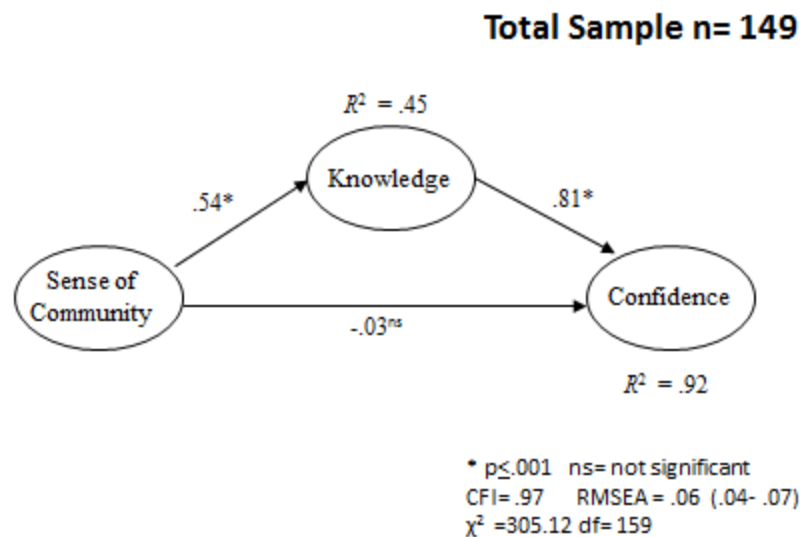 Total Sample n= 149
R² = .45
Knowledge
.54*
.81*
Sense of
Community
Confidence
-.03ⁿˢ
R² = .92
* p≤.001 ns= not significant
CFI= .97 RMSEA = .06 (.04- .07)
χ² =305.12 df= 159